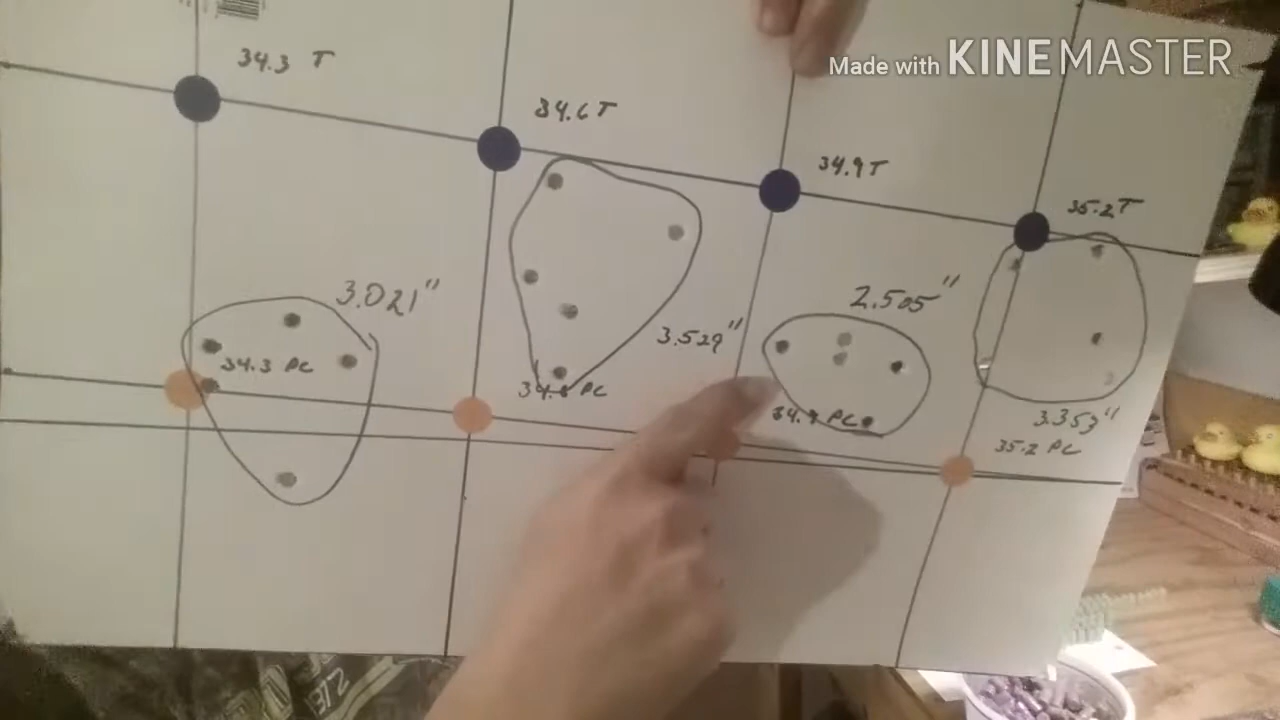 Made with KINEMASTER
34.3 T
34.6 T
34.9 T
35.2 T
3.021"
34.3 PC
3.529"
2.505"
34.9 PC
3.353"
35.2 PC